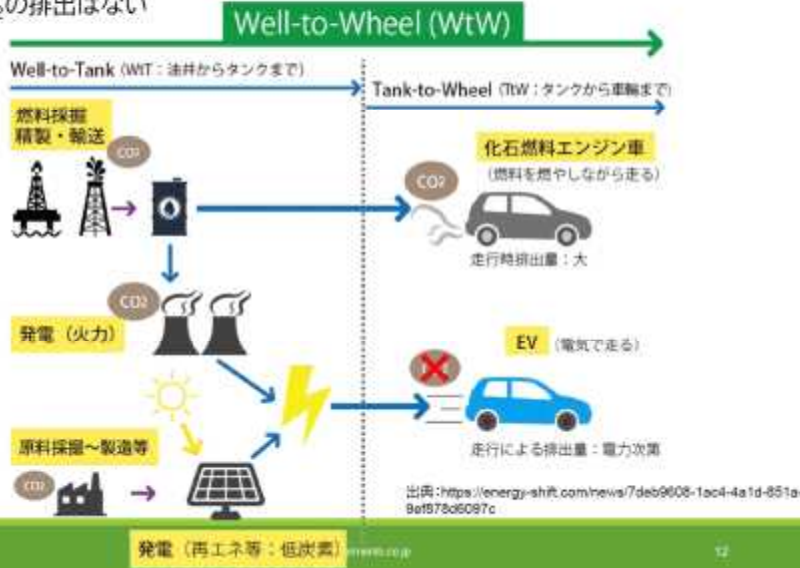 の排出はない
Well-to-Wheel (WtW)
Well-to-Tank (WtT：油井からタンクまで)
Tank-to-Wheel (TtW：タンクから車輪まで)
燃料採掘
精製・輸送
CO2
化石燃料エンジン車
(燃料を燃やしながら走る)
CO2
走行時排出量：大
CO2
発電（火力）
EV (電気で走る)
原料採掘～製造等
CO2
走行による排出量：電力次第
出典：https://energy-shift.com/news/7deb9608-1ac4-4a1d-851a-
9ef878d6097c
発電（再エネ等：低炭素）
12